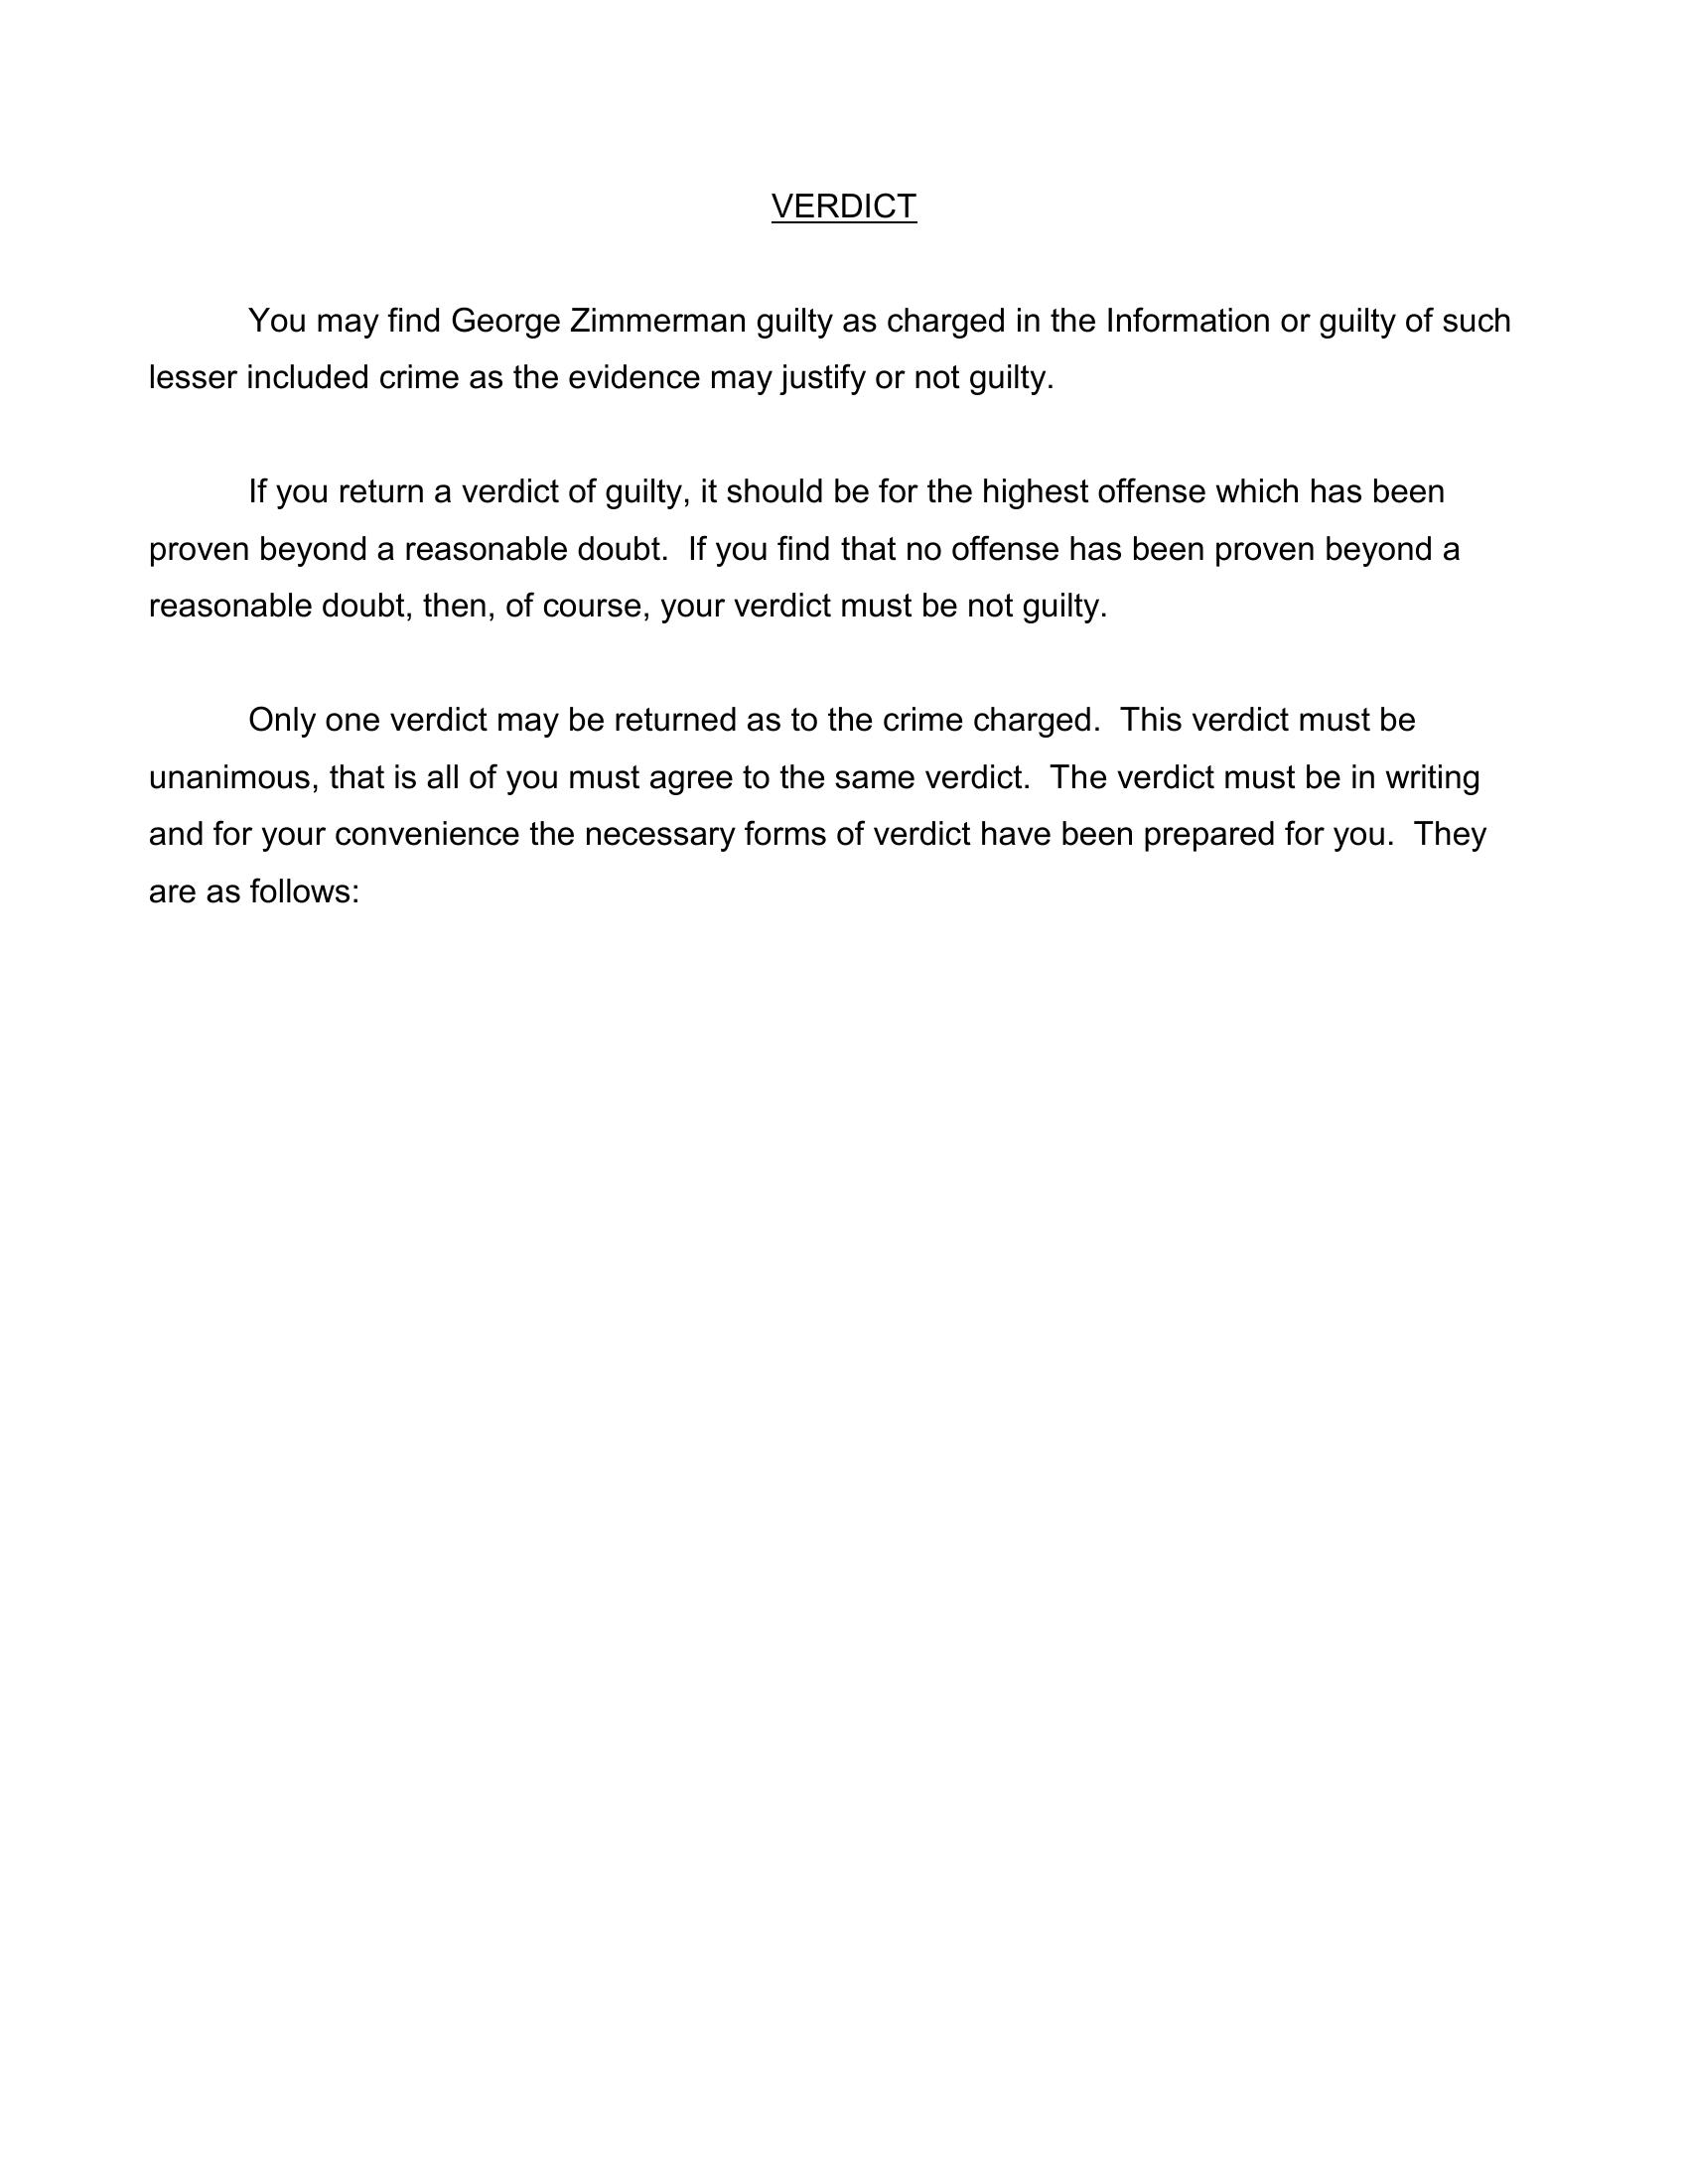 VERDICT
You may find George Zimmerman guilty as charged in the Information or guilty of such
lesser included crime as the evidence may justify or not guilty.
If you return a verdict of guilty, it should be for the highest offense which has been
proven beyond a reasonable doubt.  If you find that no offense has been proven beyond a
reasonable doubt, then, of course, your verdict must be not guilty.
Only one verdict may be returned as to the crime charged.  This verdict must be
unanimous, that is all of you must agree to the same verdict.  The verdict must be in writing
and for your convenience the necessary forms of verdict have been prepared for you.  They
are as follows: